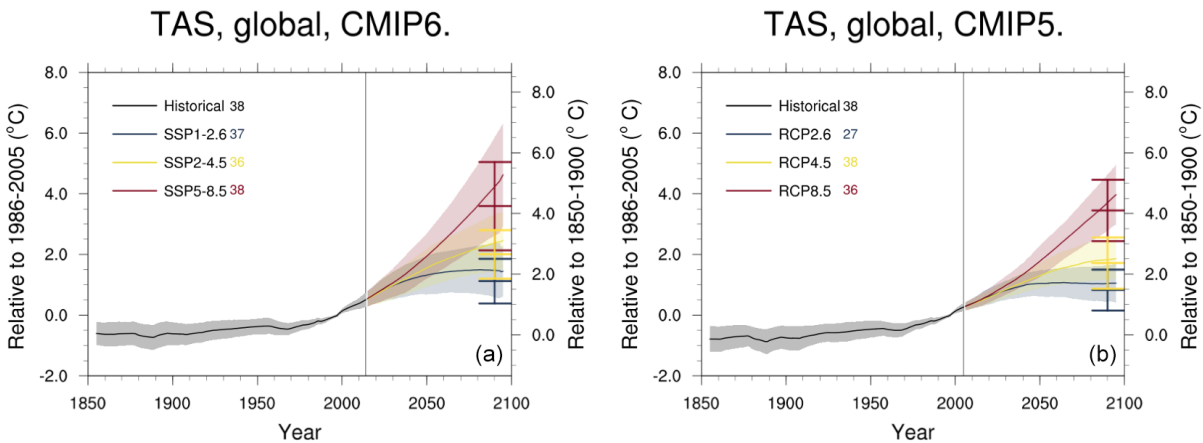 TAS, global, CMIP6.
8.0
6.0
4.0
2.0
0.0
-2.0
Relative to 1986-2005 (°C)
Historical 38
SSP1-2.6 37
SSP2-4.5 36
SSP5-8.5 38
8.0
6.0
4.0
2.0
0.0
Relative to 1850-1900 (°C)
(a)
1850 1900 1950 2000 2050 2100
Year
TAS, global, CMIP5.
8.0
6.0
4.0
2.0
0.0
-2.0
Relative to 1986-2005 (°C)
Historical 38
RCP2.6 27
RCP4.5 38
RCP8.5 36
8.0
6.0
4.0
2.0
0.0
Relative to 1850-1900 (°C)
(b)
1850 1900 1950 2000 2050 2100
Year